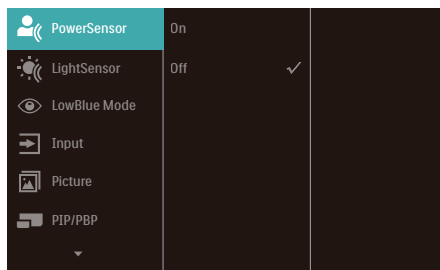 PowerSensor
On
LightSensor
Off
LowBlue Mode
Input
Picture
PIP/PBP